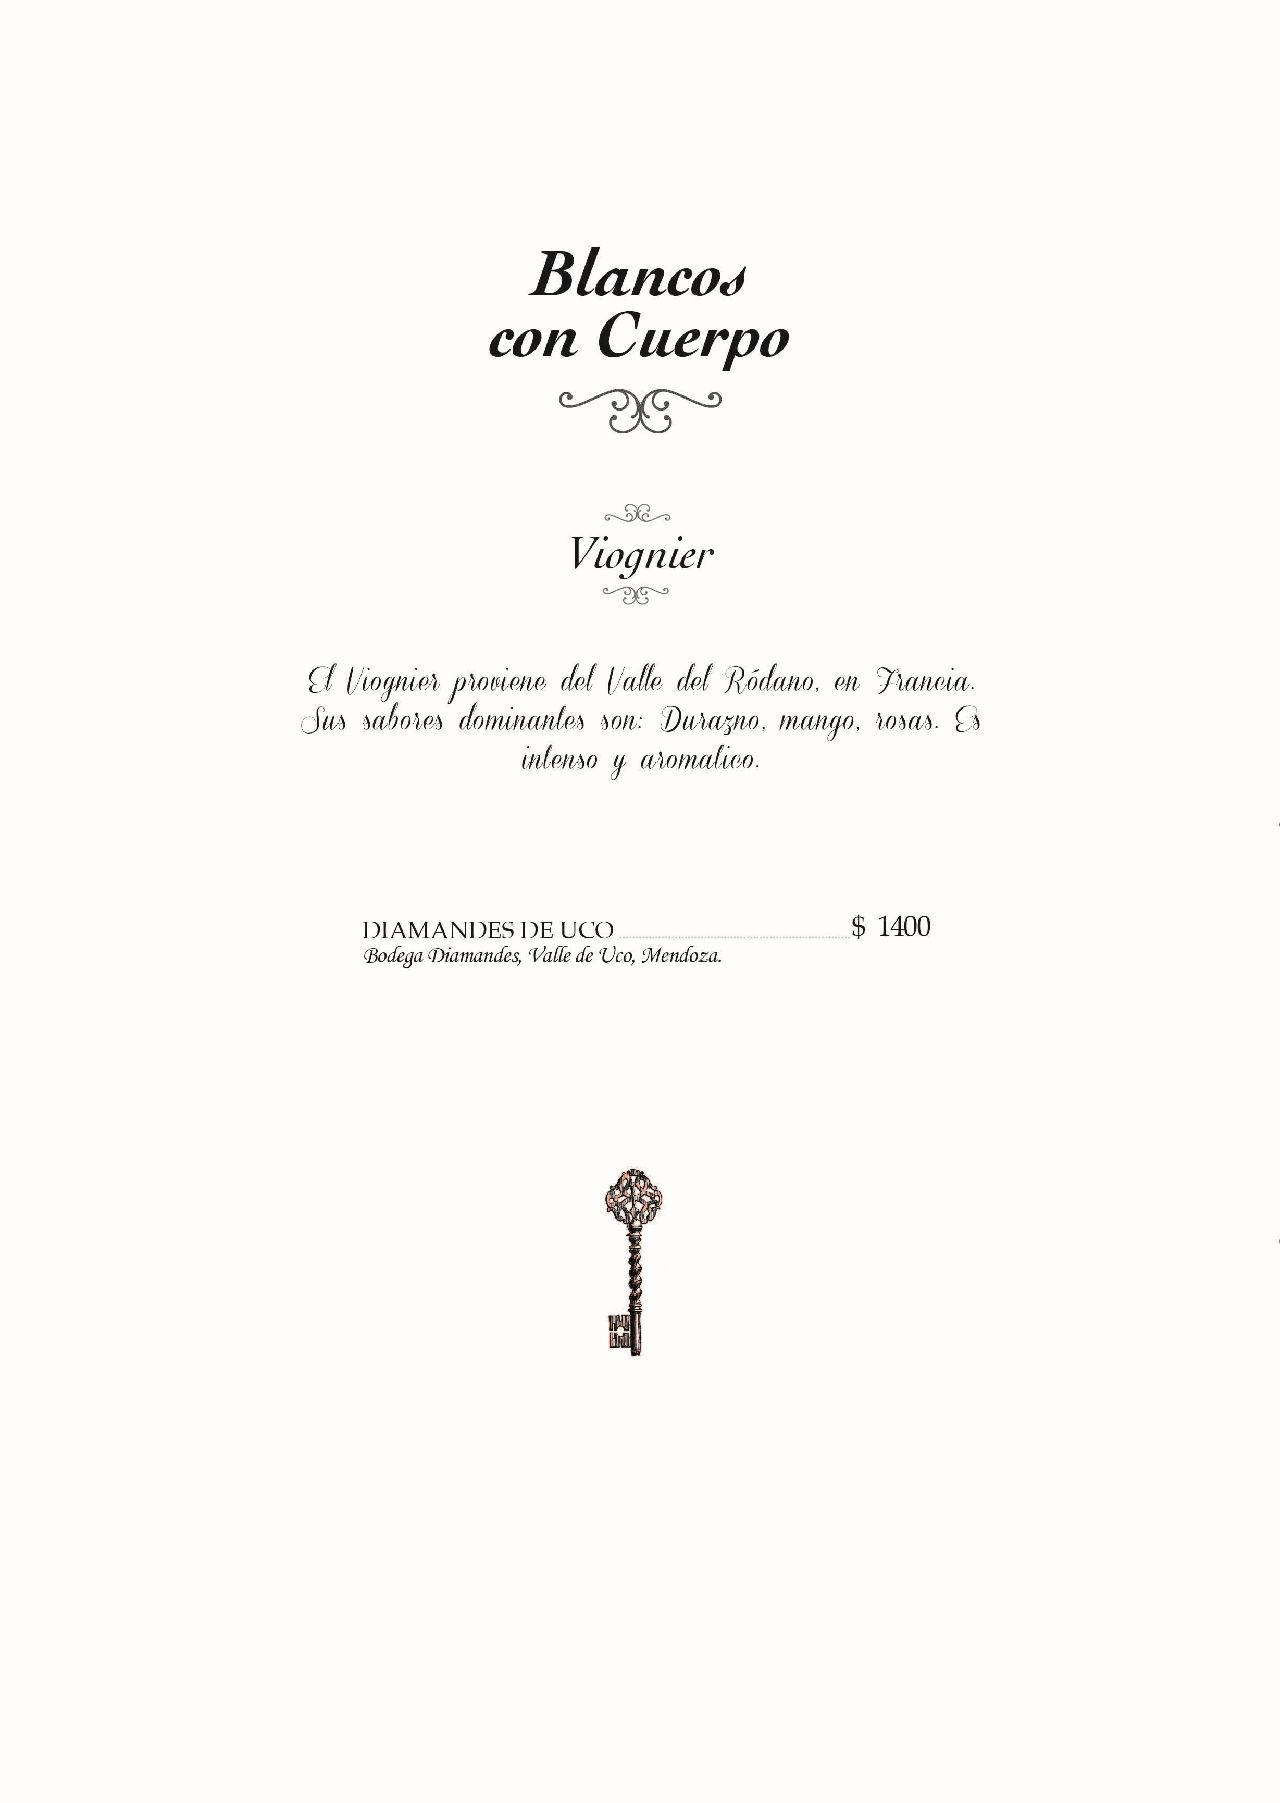 Blancos
con Cuerpo
Viognier
El Viognier proviene del Valle del Ródano, en Francia.
Sus sabores dominantes son: Durazno, mango, rosas. Es
intenso y aromatico.
DIAMANDES DE UCO $ 1400
Bodega Diamandes, Valle de Uco, Mendoza.